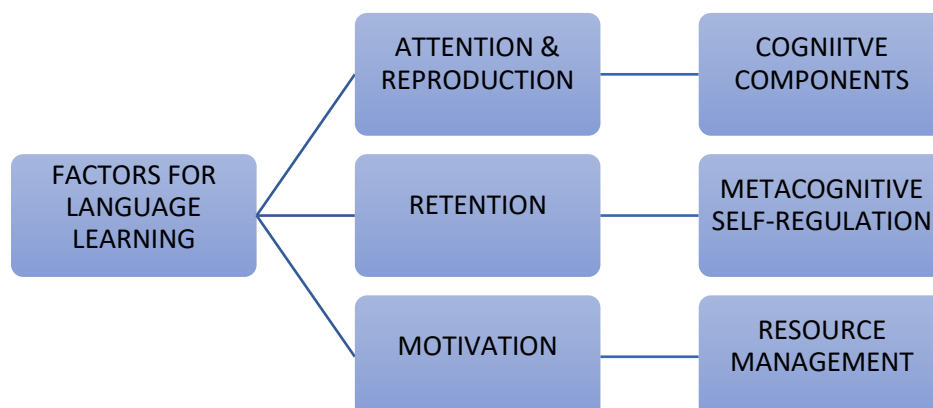 ATTENTION &
REPRODUCTION
COGNIITVE
COMPONENTS
FACTORS FOR
LANGUAGE
LEARNING
RETENTION
METACOGNITIVE
SELF-REGULATION
MOTIVATION
RESOURCE
MANAGEMENT